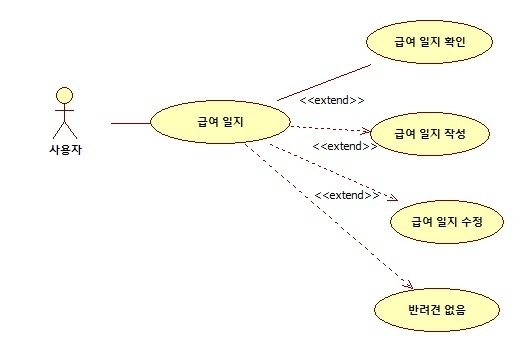 급여 일지 확인
<<extend>>
급여 일지
급여 일지 작성
<<extend>>
사용자
<<extend>>
급여 일지 수정
반려견 없음